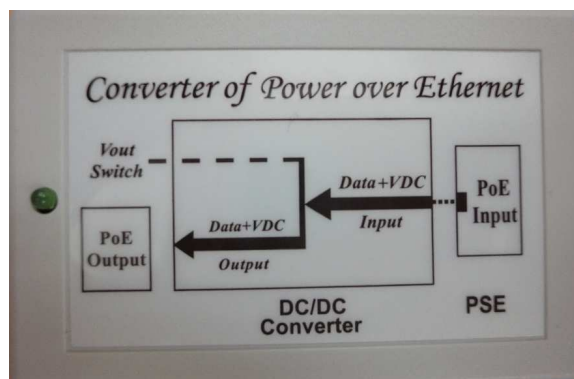 Converter of Power over Ethernet
Vout
Switch
Data+VDC
Input
PoE
Input
Data+VDC
Output
PoE
Output
DC/DC
Converter
PSE